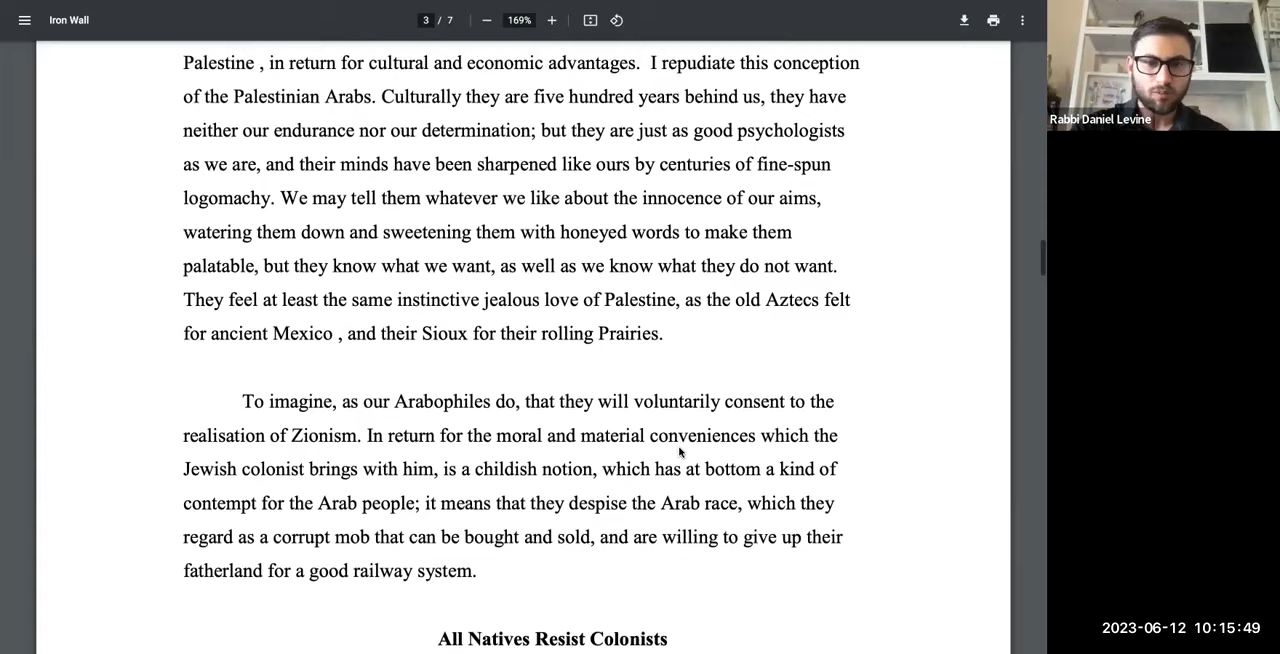 Iron Wall
3 / 7
169%
Palestine , in return for cultural and economic advantages. I repudiate this conception
of the Palestinian Arabs. Culturally they are five hundred years behind us, they have
neither our endurance nor our determination; but they are just as good psychologists
as we are, and their minds have been sharpened like ours by centuries of fine-spun
logomachy. We may tell them whatever we like about the innocence of our aims,
watering them down and sweetening them with honeyed words to make them
palatable, but they know what we want, as well as we know what they do not want.
They feel at least the same instinctive jealous love of Palestine, as the old Aztecs felt
for ancient Mexico , and their Sioux for their rolling Prairies.
To imagine, as our Arabophiles do, that they will voluntarily consent to the
realisation of Zionism. In return for the moral and material conveniences which the
Jewish colonist brings with him, is a childish notion, which has at bottom a kind of
contempt for the Arab people; it means that they despise the Arab race, which they
regard as a corrupt mob that can be bought and sold, and are willing to give up their
fatherland for a good railway system.
All Natives Resist Colonists
Rabbi Daniel Levine
2023-06-12 10:15:49